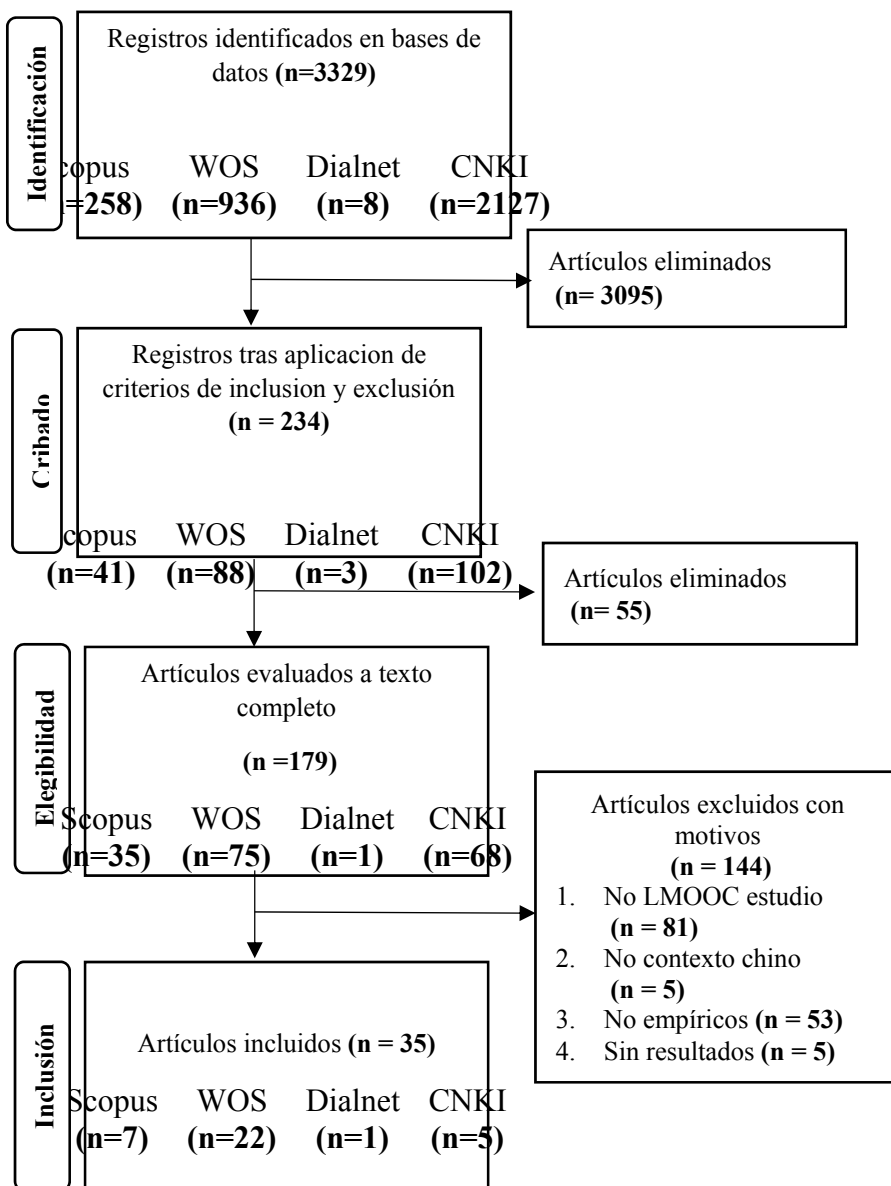 Identificación
Registros identificados en bases de
datos (n=3329)
copus WOS Dialnet CNKI
=258) (n=936) (n=8) (n=2127)
Artículos eliminados
(n= 3095)
Cribado
Registros tras aplicacion de
criterios de inclusion y exclusión
(n = 234)
copus WOS Dialnet CNKI
(n=41) (n=88) (n=3) (n=102)
Artículos eliminados
(n= 55)
Elegibilidad
Artículos evaluados a texto
completo
(n =179)
Scopus WOS Dialnet CNKI
(n=35) (n=75) (n=1) (n=68)
Artículos excluidos con
motivos
(n = 144)
1. No LMOOC estudio
(n = 81)
2. No contexto chino
(n = 5)
3. No empíricos (n = 53)
4. Sin resultados (n = 5)
Inclusión
Artículos incluidos (n = 35)
Scopus WOS Dialnet CNKI
(n=7) (n=22) (n=1) (n=5)